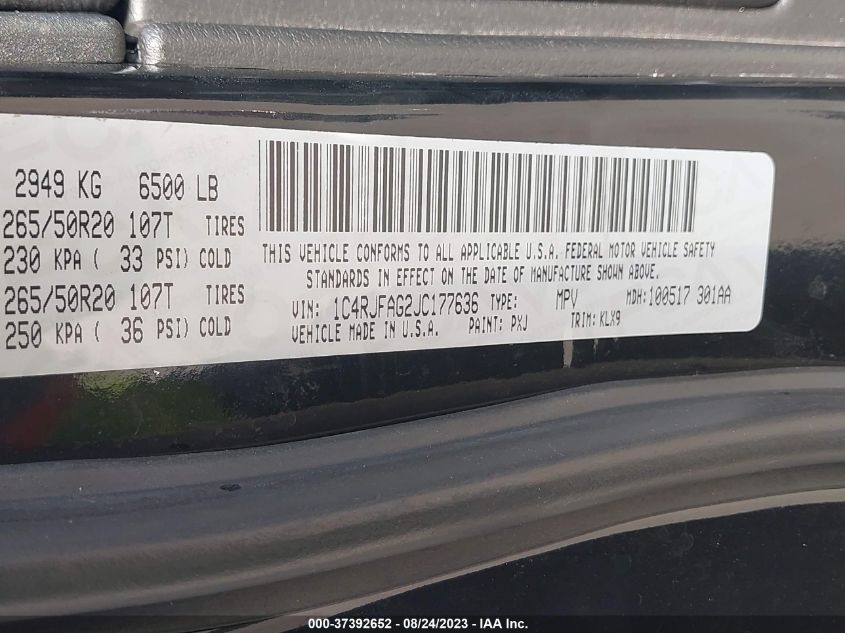 2949 KG 6500 LB
265/50R20 107T TIRES
230 KPA ( 33 PSI) COLD
265/50R20 107T TIRES
250 KPA ( 36 PSI) COLD
THIS VEHICLE CONFORMS TO ALL APPLICABLE U.S.A. FEDERAL MOTOR VEHICLE SAFETY
STANDARDS IN EFFECT ON THE DATE OF MANUFACTURE SHOWN ABOVE.
VIN: 1C4RJFAG2JC177636 TYPE: MPV MDH:100517 301AA
VEHICLE MADE IN U.S.A. PAINT: PXJ TRIM: KLX9
000-37392652 - 08/24/2023 - IAA Inc.